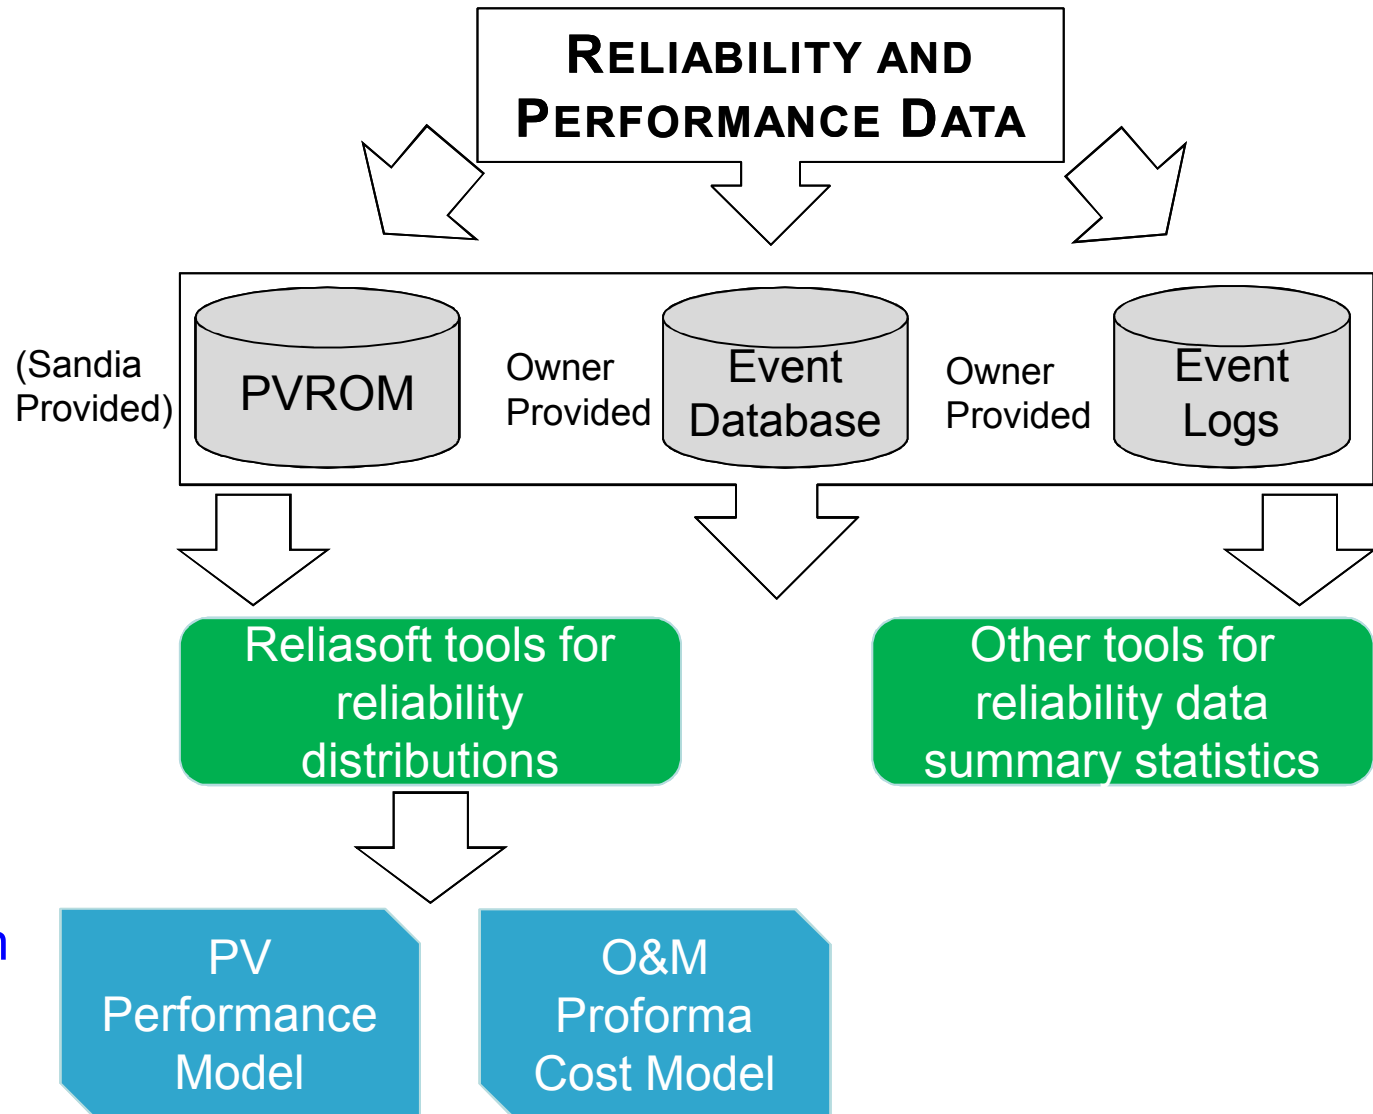 RELIABILITY AND
PERFORMANCE DATA
(Sandia
Provided)
PVROM
Owner
Provided
Event
Database
Owner
Provided
Event
Logs
Reliasoft tools for
reliability
distributions
Other tools for
reliability data
summary statistics
PV
Performance
Model
O&M
Proforma
Cost Model